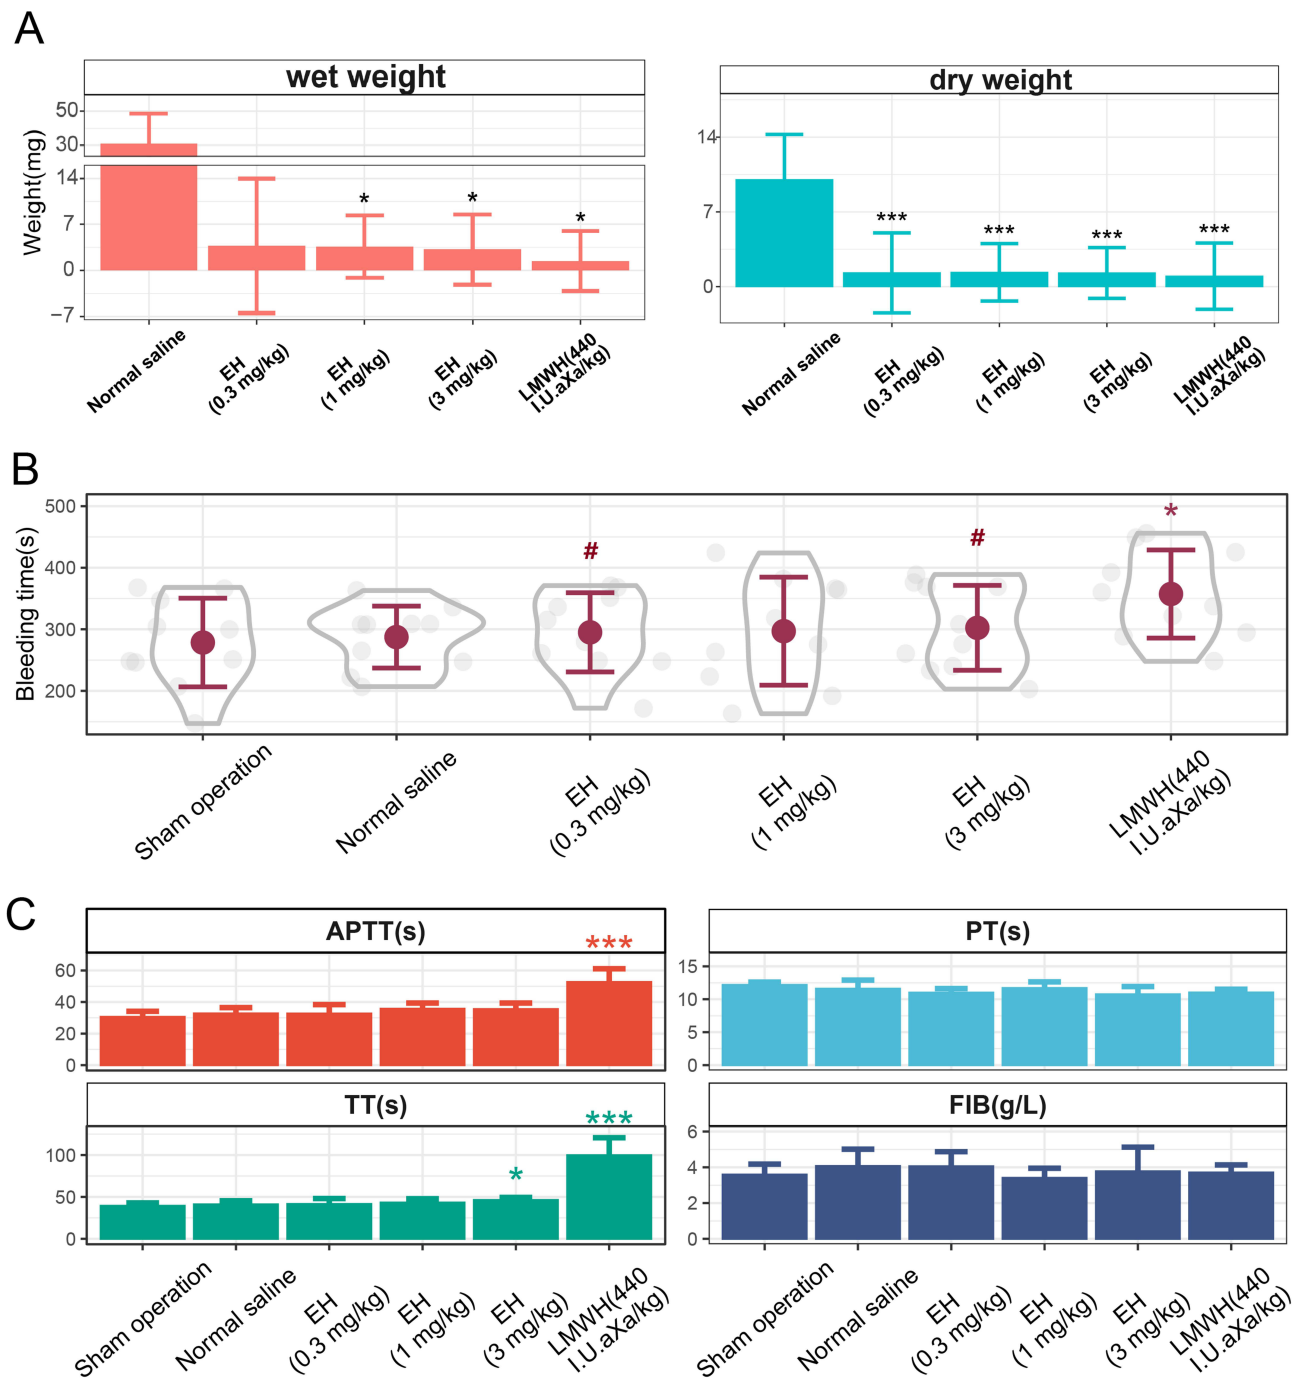 A
wet weight
dry weight
Weight(mg)
50
30
14
7
0
−7
*
*
*
14
7
0
***
***
***
***
Normal saline
EH
(0.3 mg/kg)
EH
(1 mg/kg)
EH
(3 mg/kg)
LMWH(440
I.U.aXa/kg)
Normal saline
EH
(0.3 mg/kg)
EH
(1 mg/kg)
EH
(3 mg/kg)
LMWH(440
I.U.aXa/kg)
B
Bleeding time(s)
500
400
300
200
#
#
*
Sham operation
Normal saline
EH
(0.3 mg/kg)
EH
(1 mg/kg)
EH
(3 mg/kg)
LMWH(440
I.U.aXa/kg)
C
APTT(s)
60
40
20
0
***
PT(s)
15
10
5
0
TT(s)
100
50
0
*
***
FIB(g/L)
6
4
2
0
Sham operation
Normal saline
EH
(0.3 mg/kg)
EH
(1 mg/kg)
EH
(3 mg/kg)
LMWH(440
I.U.aXa/kg)
Sham operation
Normal saline
EH
(0.3 mg/kg)
EH
(1 mg/kg)
EH
(3 mg/kg)
LMWH(440
I.U.aXa/kg)